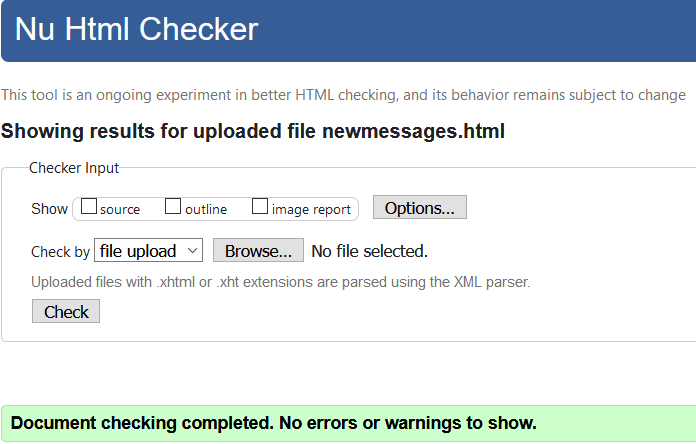 Nu Html Checker
This tool is an ongoing experiment in better HTML checking, and its behavior remains subject to change
Showing results for uploaded file newmessages.html
Checker Input
Show source outline image report Options...
Check by file upload Browse... No file selected.
Uploaded files with .xhtml or .xht extensions are parsed using the XML parser.
Check
Document checking completed. No errors or warnings to show.